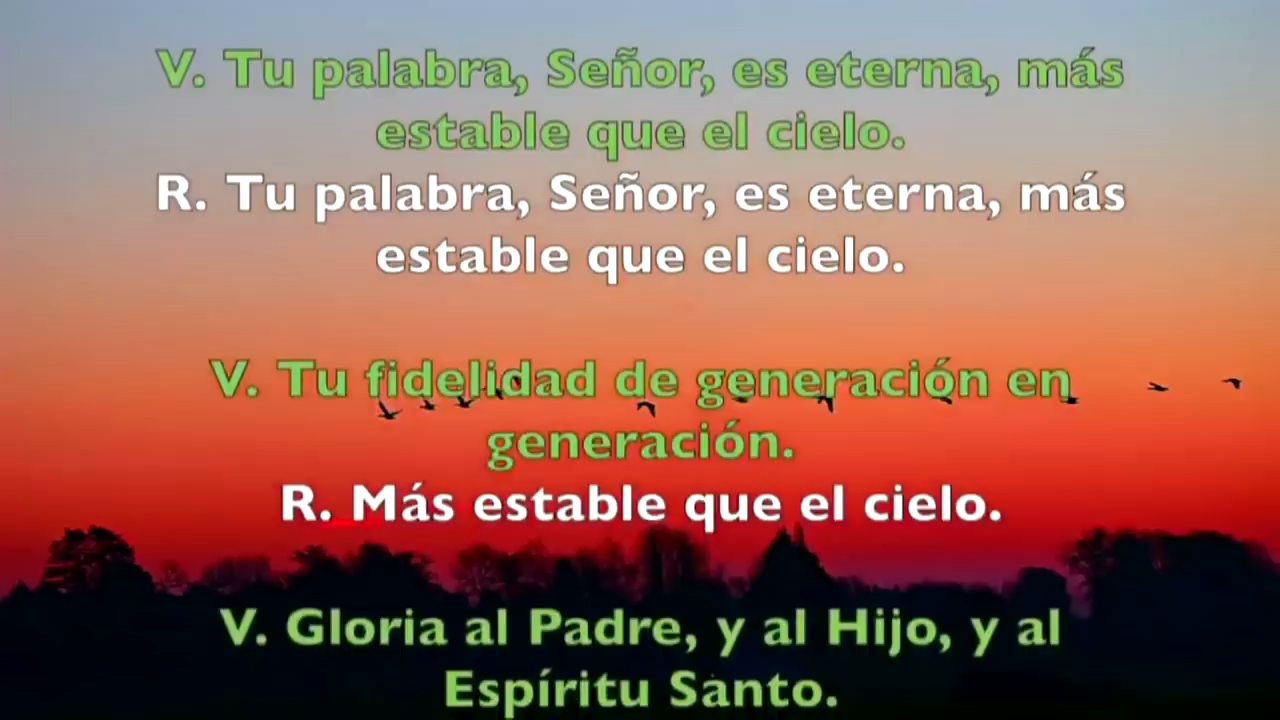 V. Tu palabra, Señor, es eterna, más
estable que el cielo.
R. Tu palabra, Señor, es eterna, más
estable que el cielo.
V. Tu fidelidad de generación en
generación.
R. Más estable que el cielo.
V. Gloria al Padre, y al Hijo, y al
Espíritu Santo.